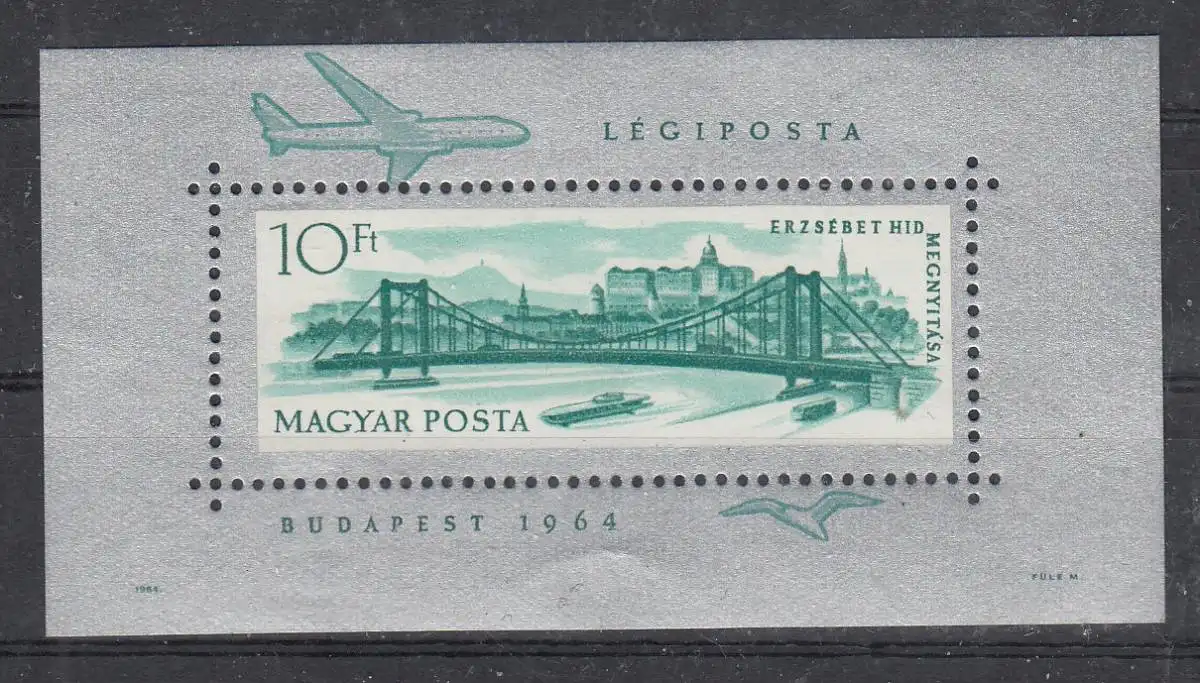 LÉGIPOSTA
10Ft
ERZSÉBET HID
MEGNYITÁSA
MAGYAR POSTA
BUDAPEST 1964
1964.
FÜLE M.